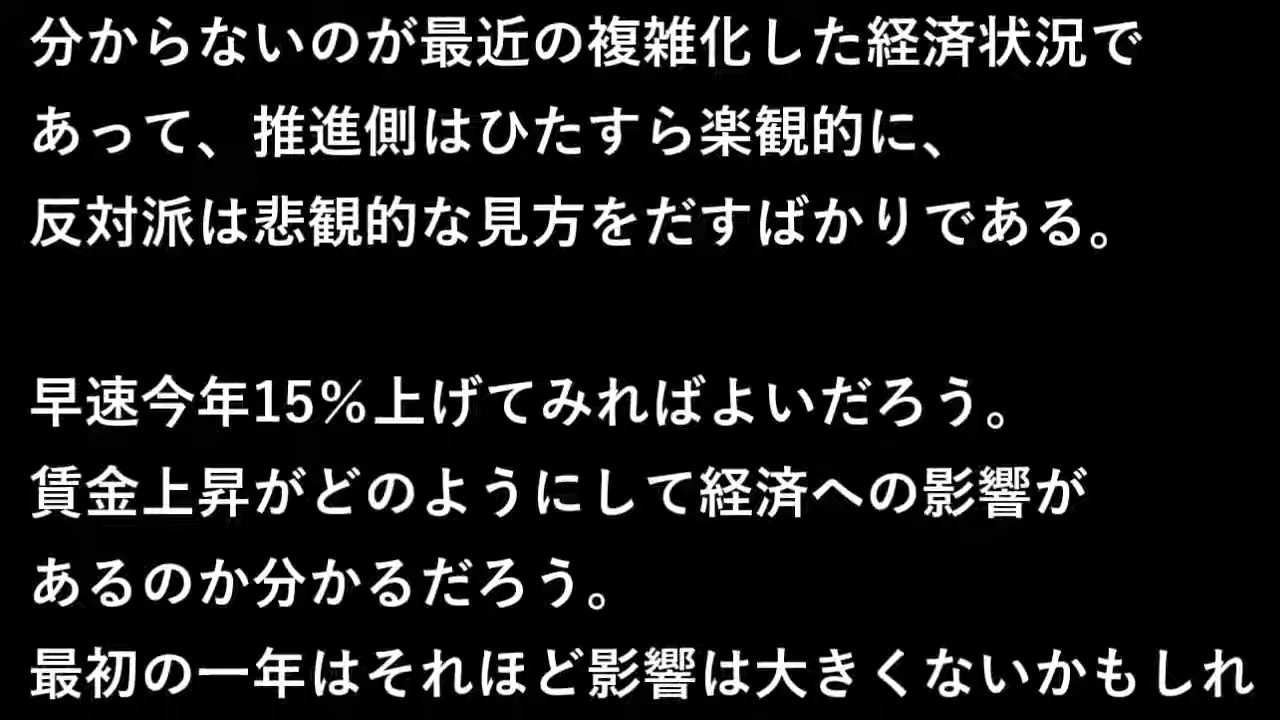 分からないのが最近の複雑化した経済状況で
あって、推進側はひたすら楽観的に、
反対派は悲観的な見方をだすばかりである。
早速今年15％上げてみればよいだろう。
賃金上昇がどのようにして経済への影響が
あるのか分かるだろう。
最初の一年はそれほど影響は大きくないかもしれ